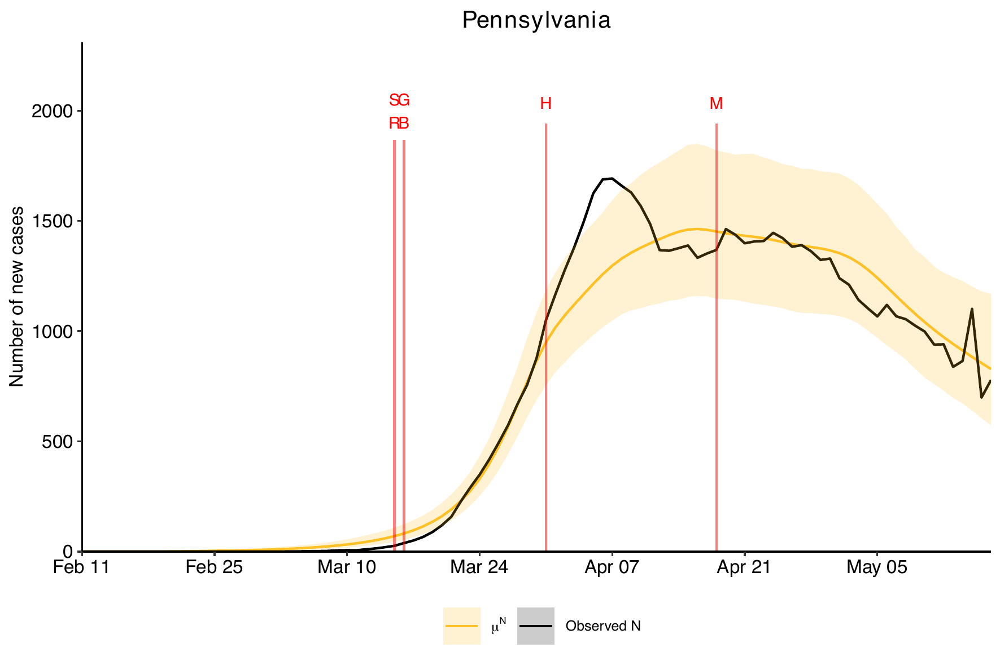 Pennsylvania
Number of new cases
2000
1500
1000
500
0
SG
RB
H
M
Feb 11
Feb 25
Mar 10
Mar 24
Apr 07
Apr 21
May 05
μN
Observed N